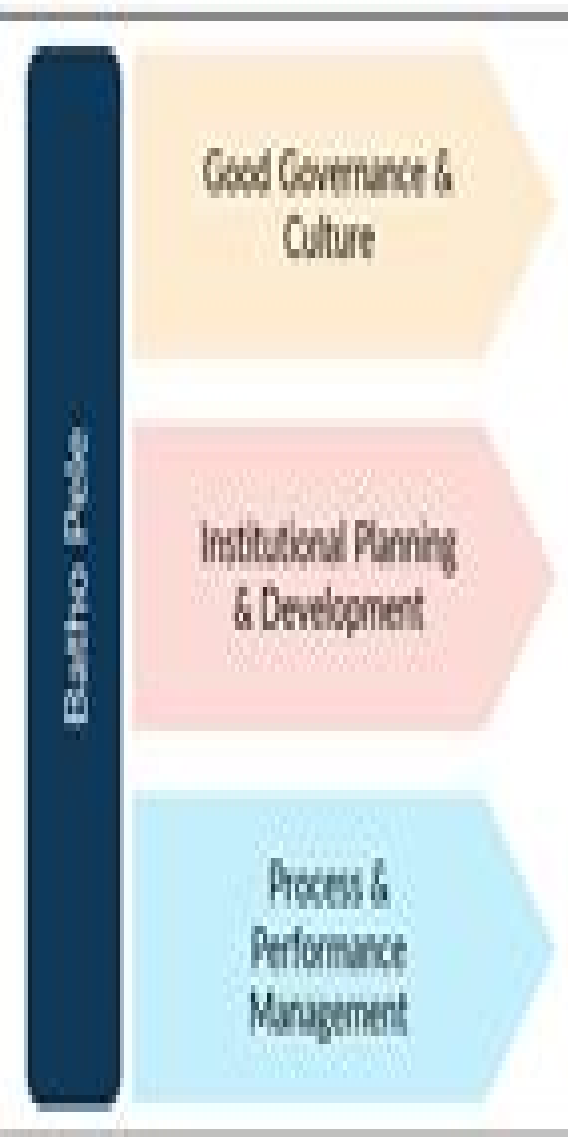 Batho Pele
Good Governance &
Culture
Institutional Planning
& Development
Process &
Performance
Management